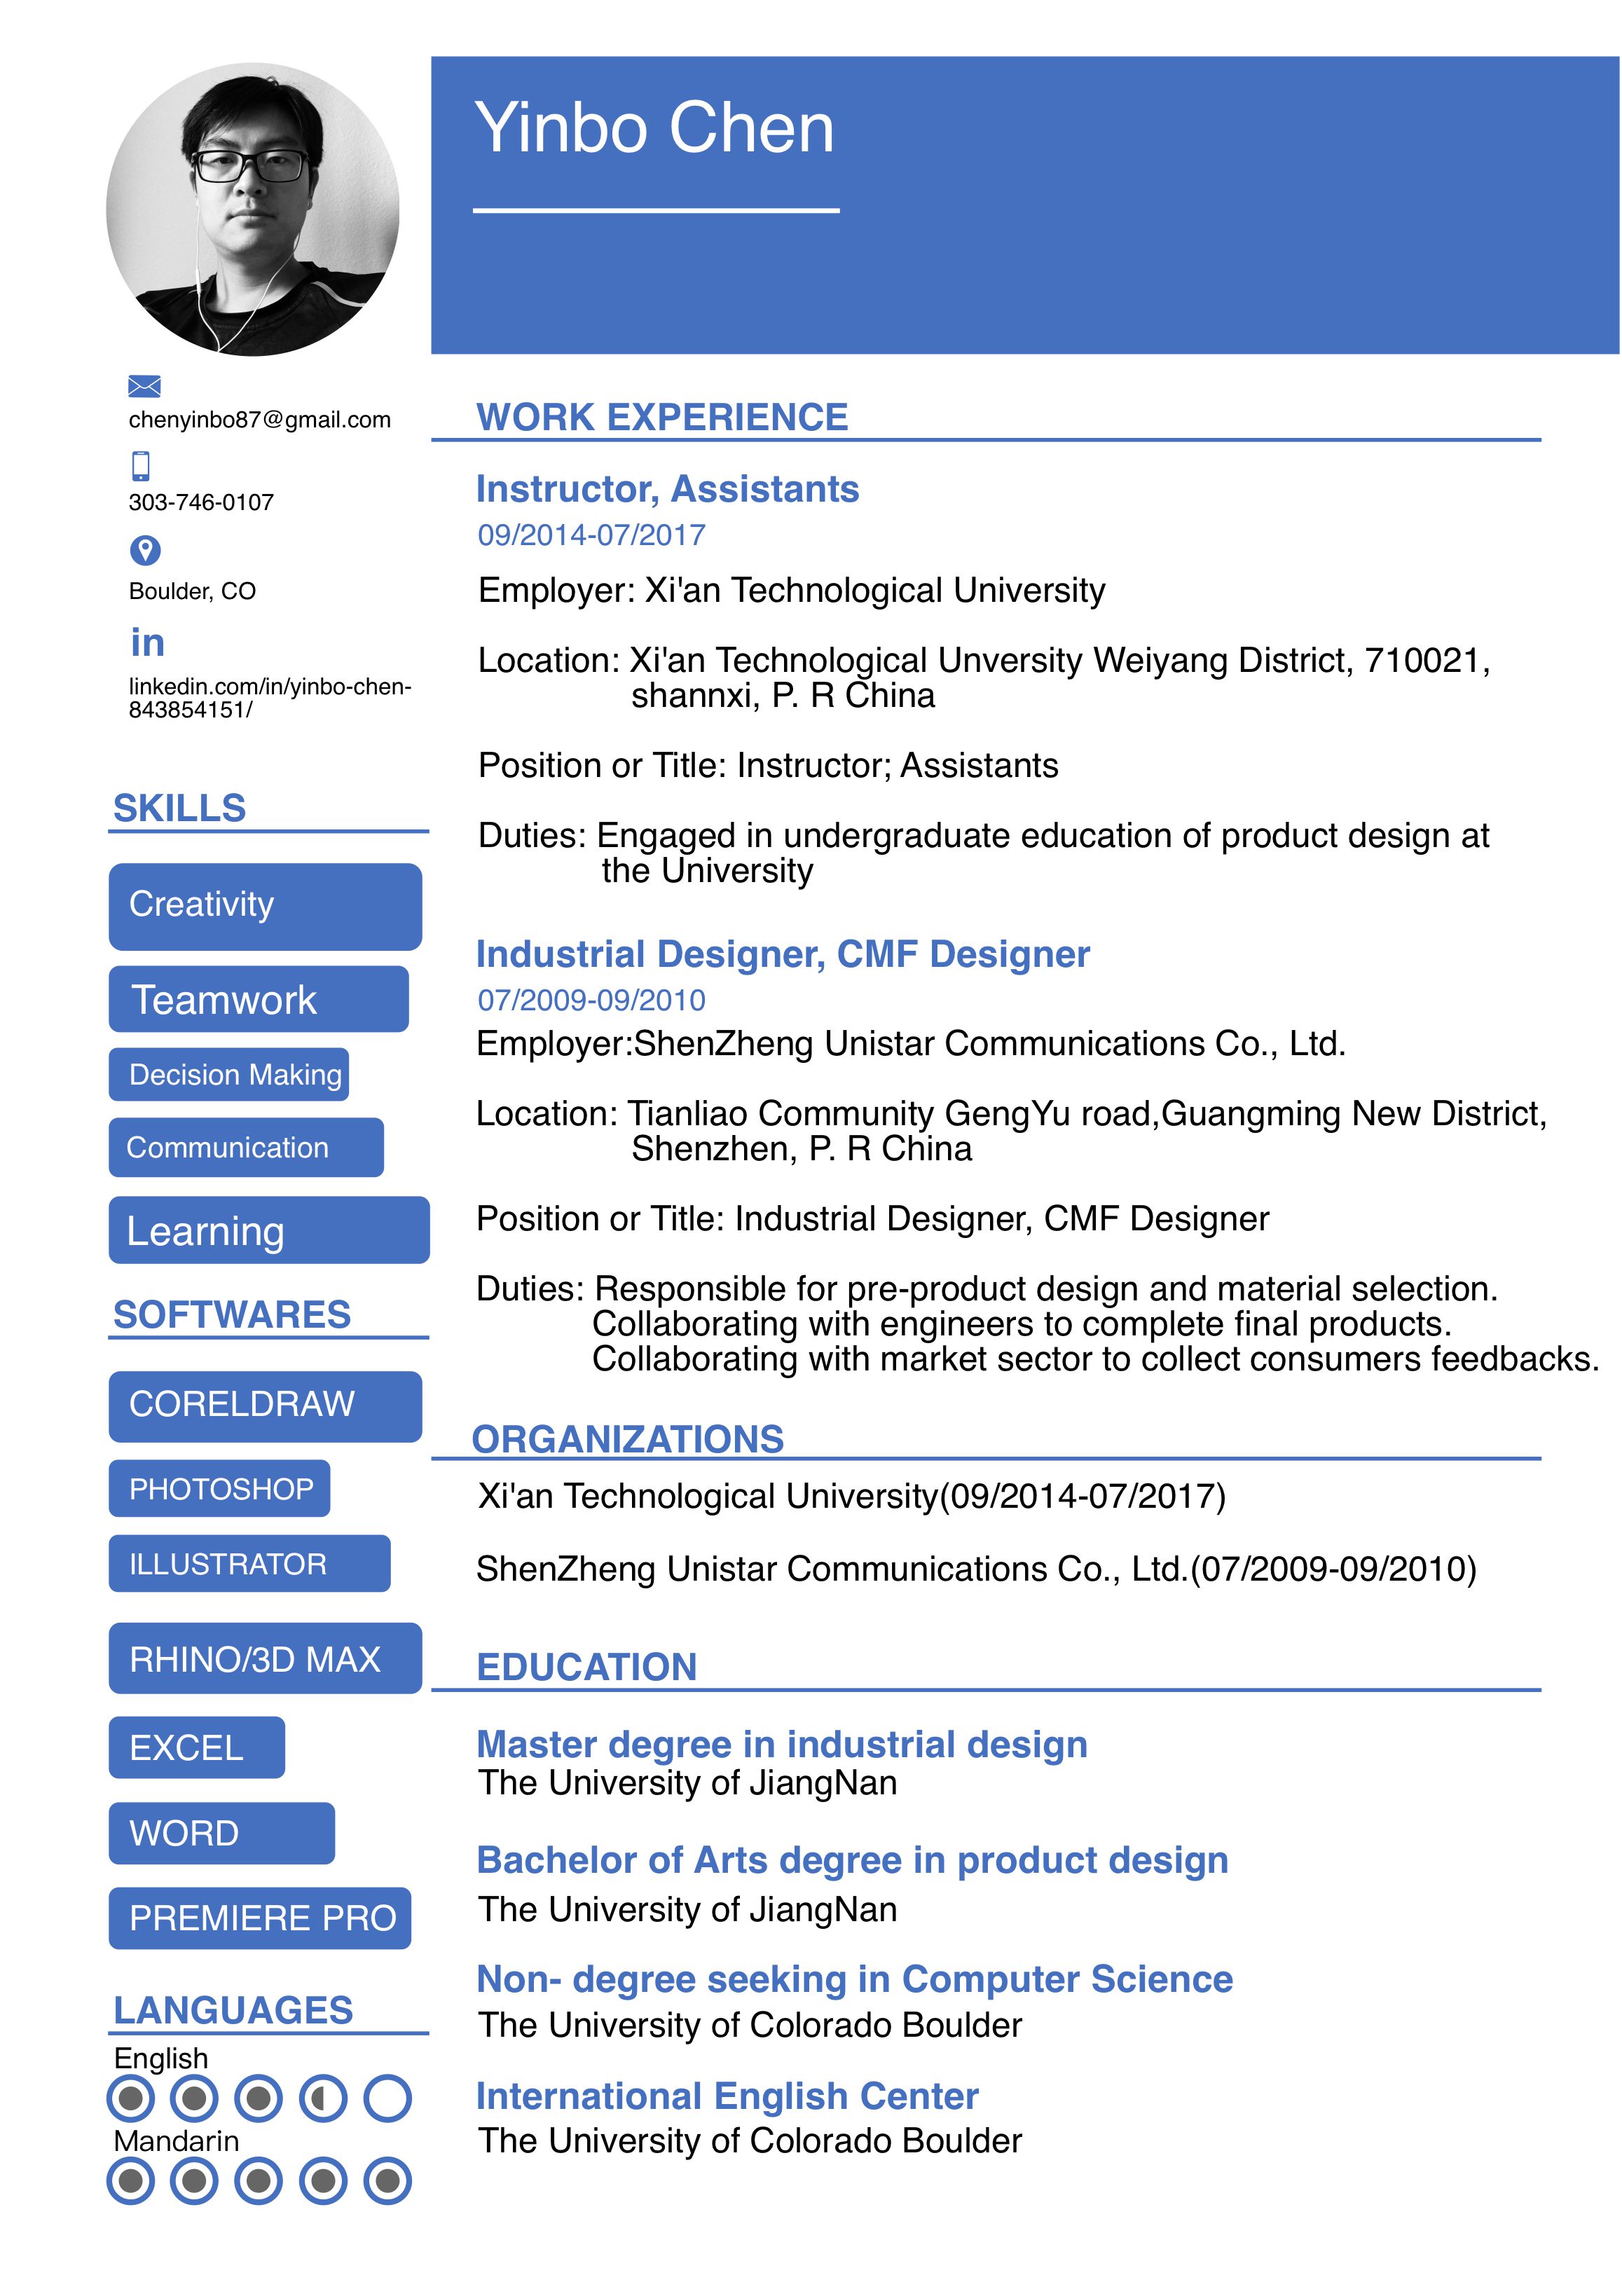 Yinbo Chen
chenyinbo87@gmail.com
303-746-0107
Boulder, CO
in
linkedin.com/in/yinbo-chen-
843854151/
SKILLS
Creativity
Teamwork
Decision Making
Communication
Learning
SOFTWARES
CORELDRAW
PHOTOSHOP
ILLUSTRATOR
RHINO/3D MAX
EXCEL
WORD
PREMIERE PRO
LANGUAGES
English
Mandarin
WORK EXPERIENCE
Instructor, Assistants
09/2014-07/2017
Employer: Xi'an Technological University
Location: Xi'an Technological Unversity Weiyang District, 710021,
shannxi, P. R China
Position or Title: Instructor; Assistants
Duties: Engaged in undergraduate education of product design at
the University
Industrial Designer, CMF Designer
07/2009-09/2010
Employer:ShenZheng Unistar Communications Co., Ltd.
Location: Tianliao Community GengYu road,Guangming New District,
Shenzhen, P. R China
Position or Title: Industrial Designer, CMF Designer
Duties: Responsible for pre-product design and material selection.
Collaborating with engineers to complete final products.
Collaborating with market sector to collect consumers feedbacks.
ORGANIZATIONS
Xi'an Technological University(09/2014-07/2017)
ShenZheng Unistar Communications Co., Ltd.(07/2009-09/2010)
EDUCATION
Master degree in industrial design
The University of JiangNan
Bachelor of Arts degree in product design
The University of JiangNan
Non- degree seeking in Computer Science
The University of Colorado Boulder
International English Center
The University of Colorado Boulder